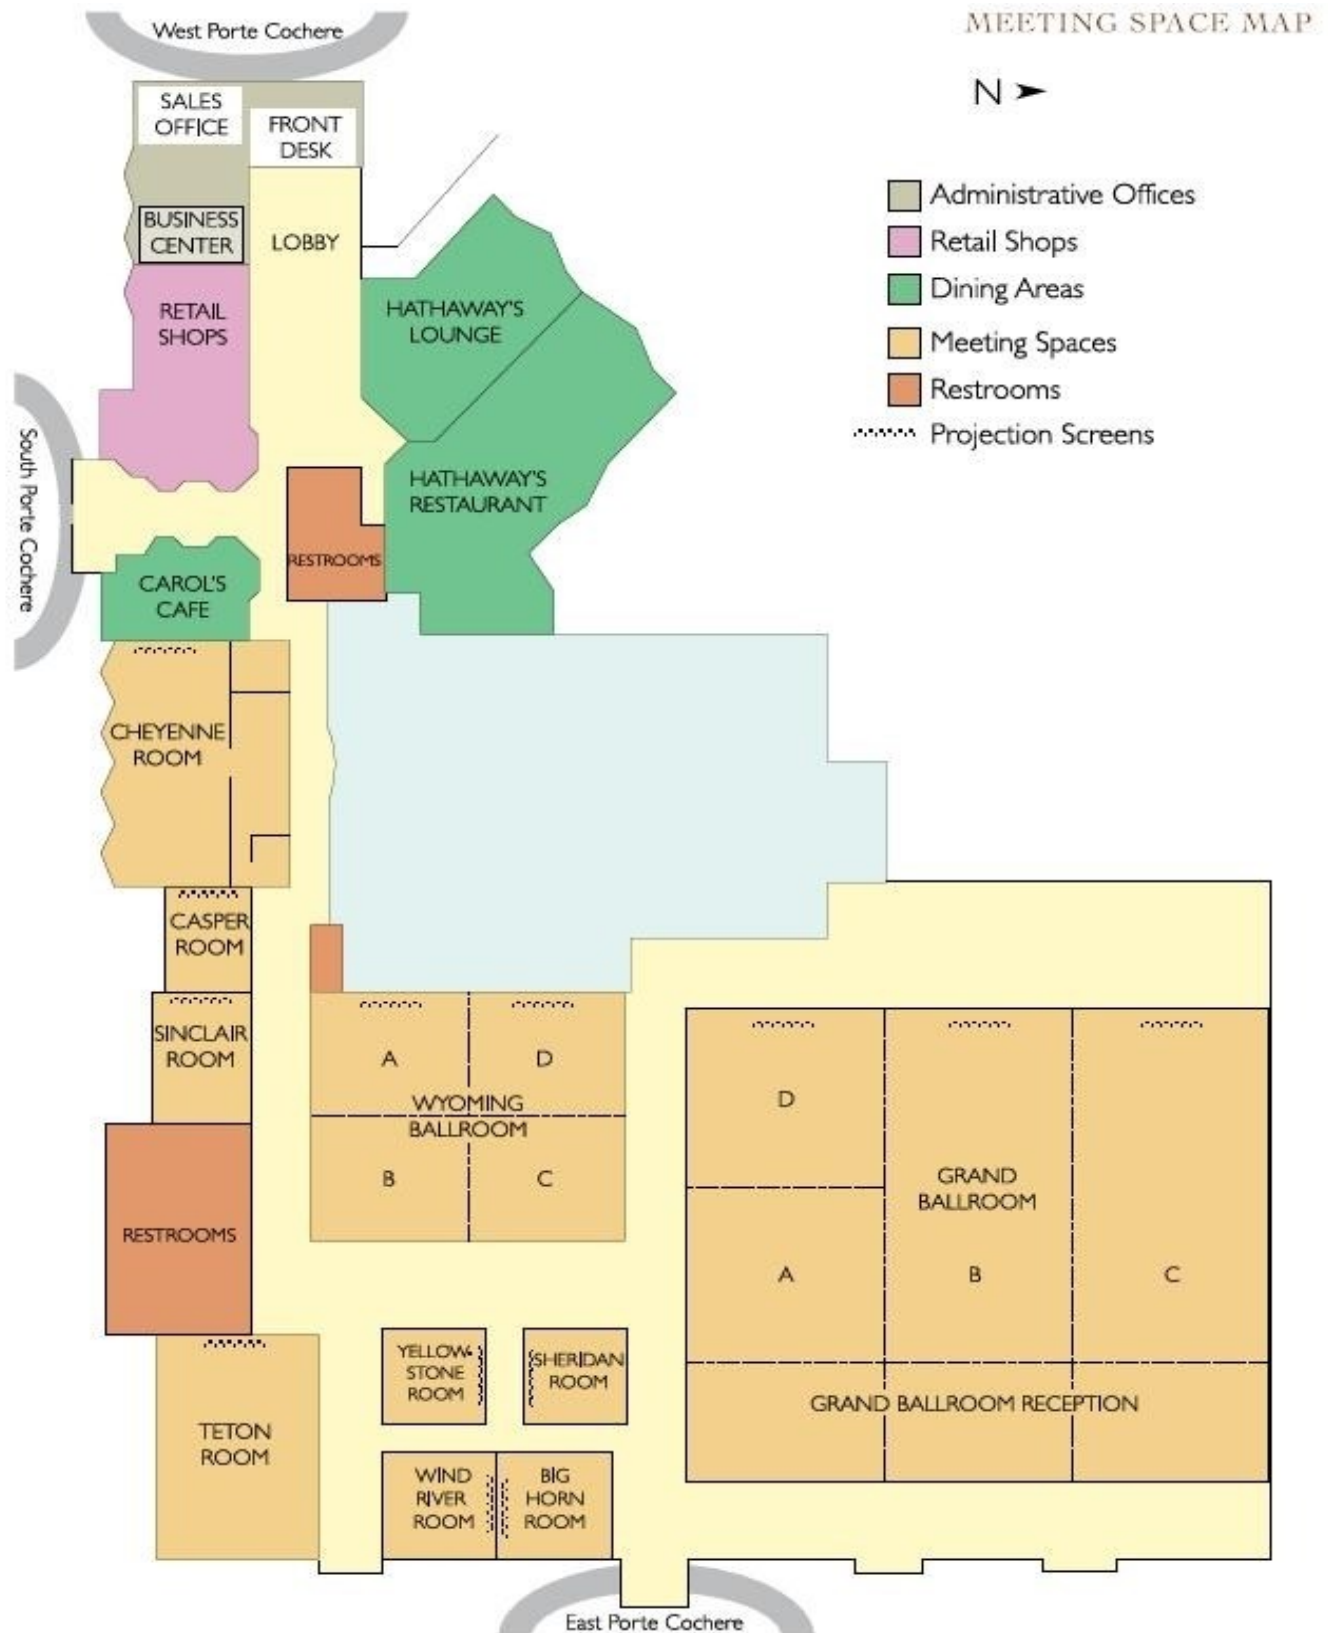 West Porte Cochere
MEETING SPACE MAP
N
SALES
OFFICE
FRONT
DESK
BUSINESS
CENTER
LOBBY
Administrative Offices
Retail Shops
Dining Areas
Meeting Spaces
Restrooms
Projection Screens
RETAIL
SHOPS
HATHAWAY'S
LOUNGE
South Porte Cochere
HATHAWAY'S
RESTAURANT
RESTROOMS
CAROL'S
CAFE
CHEYENNE
ROOM
CASPER
ROOM
SINCLAIR
ROOM
A
D
WYOMING
BALLROOM
B
C
D
GRAND
BALLROOM
A
B
C
RESTROOMS
YELLOW-
STONE
ROOM
SHERIDAN
ROOM
GRAND BALLROOM RECEPTION
TETON
ROOM
WIND
RIVER
ROOM
BIG
HORN
ROOM
East Porte Cochere